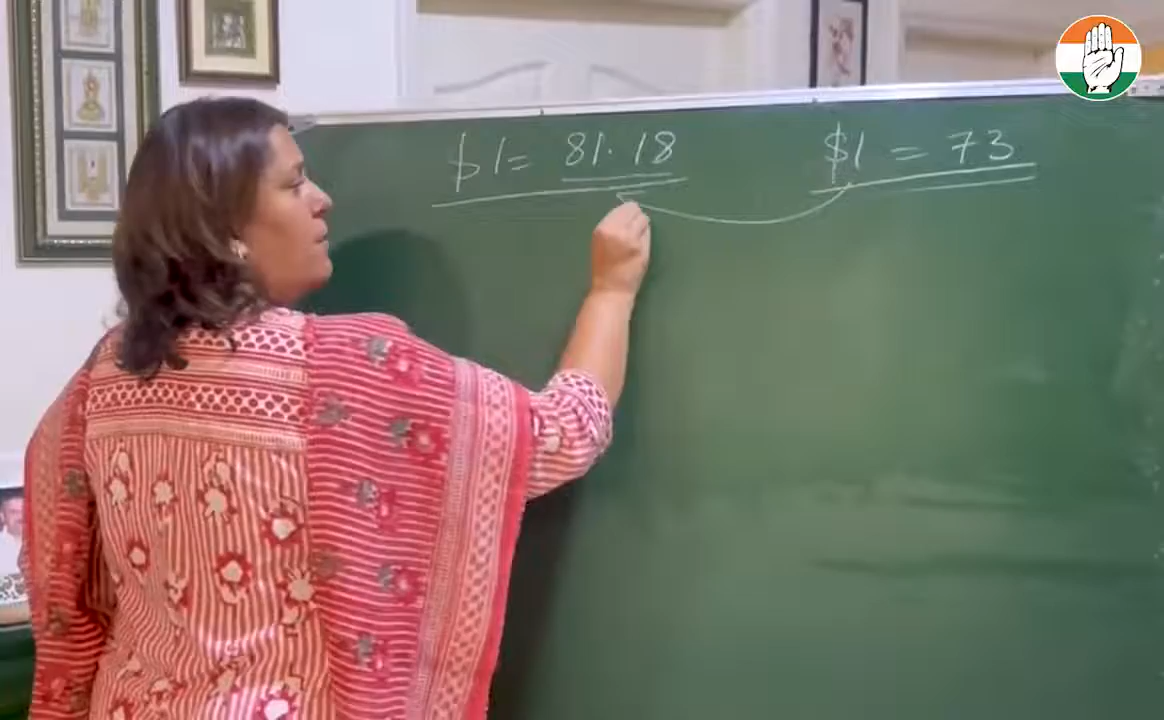 $1= 81.18
$1 = 73